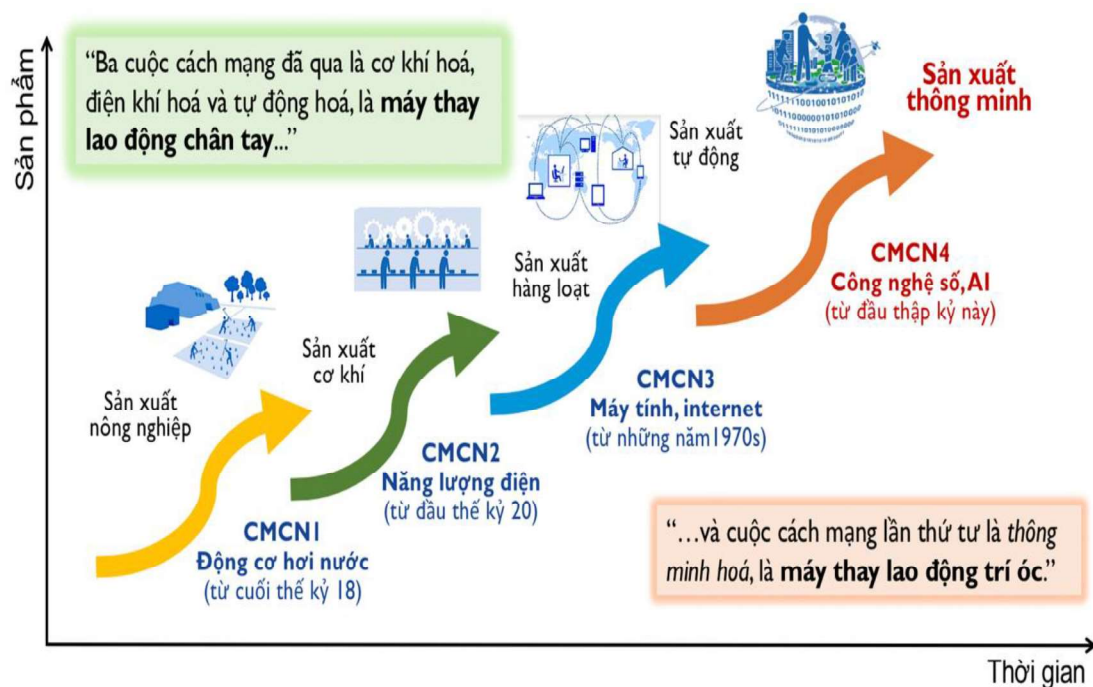 Sản phẩm
“Ba cuộc cách mạng đã qua là cơ khí hoá,
điện khí hoá và tự động hoá, là máy thay
lao động chân tay...”
Sản xuất
nông nghiệp
Sản xuất
cơ khí
Sản xuất
hàng loạt
Sản xuất
tự động
Sản xuất
thông minh
CMCN1
Động cơ hơi nước
(từ cuối thế kỷ 18)
CMCN2
Năng lượng điện
(từ đầu thế kỷ 20)
CMCN3
Máy tính, internet
(từ những năm1970s)
CMCN4
Công nghệ số, AI
(từ đầu thập kỷ này)
“…và cuộc cách mạng lần thứ tư là thông
minh hoá, là máy thay lao động trí óc.”
Thời gian